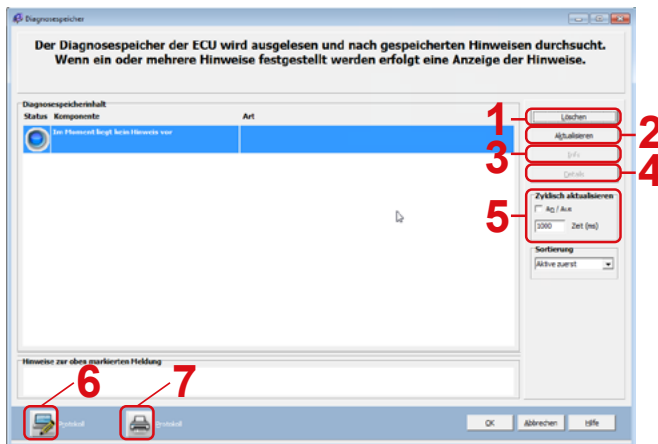 Diagnosespeicher
Der Diagnosespeicher der ECU wird ausgelesen und nach gespeicherten Hinweisen durchsucht.
Wenn ein oder mehrere Hinweise festgestellt werden erfolgt eine Anzeige der Hinweise.
Diagnosespeicherinhalt
Status Komponente Art
Im Moment liegt kein Hinweis vor
1 Löschen
Aktualisieren 2
3 Info
Details 4
Zyklisch aktualisieren
5 An / Aus
1000 Zeit (ms)
Sortierung
Aktive zuerst
Hinweise zur oben markierten Meldung
6 7
Protokoll Protokoll OK Abbrechen Hilfe